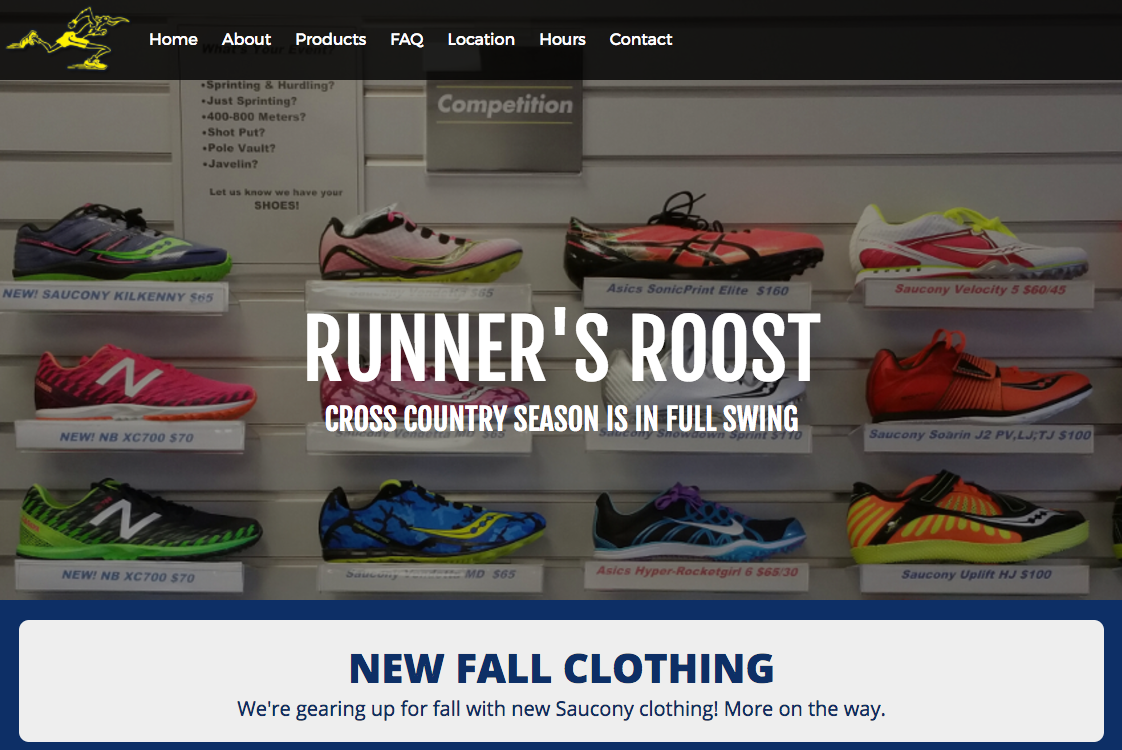 Home About Products FAQ Location Hours Contact
What's Your Event?
•Sprinting & Hurdling?
•Just Sprinting?
•400-800 Meters?
•Shot Put?
•Pole Vault?
•Javelin?
Let us know we have your
SHOES!
Competition
NEW! SAUCONY KILKENNY $65
$65
Asics SonicPrint Elite $160
Saucony Velocity 5 $60/45
RUNNER'S ROOST
CROSS COUNTRY SEASON IS IN FULL SWING
NEW! NB XC700 $70
Saucony Vendetta MD $65
Saucony Showdown Sprint $110
Saucony Soarin J2 PV,LJ;TJ $100
NEW! NB XC700 $70
Saucony Vendetta MD $65
Asics Hyper-Rocketgirl 6 $65/30
Saucony Uplift HJ $100
NEW FALL CLOTHING
We're gearing up for fall with new Saucony clothing! More on the way.